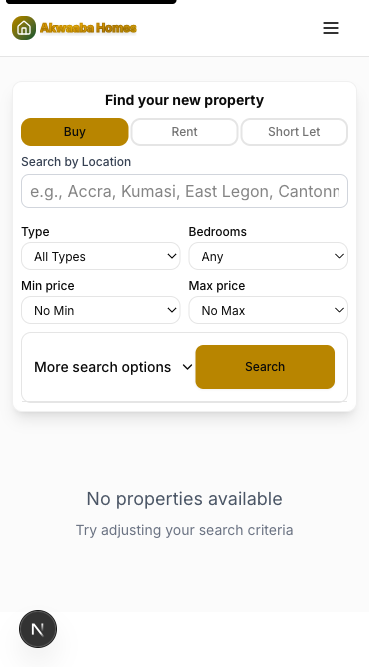 Akwaaba Homes
Find your new property
Buy
Rent
Short Let
Search by Location
e.g., Accra, Kumasi, East Legon, Cantonm
Type
Bedrooms
All Types
Any
Min price
Max price
No Min
No Max
More search options
Search
No properties available
Try adjusting your search criteria
N